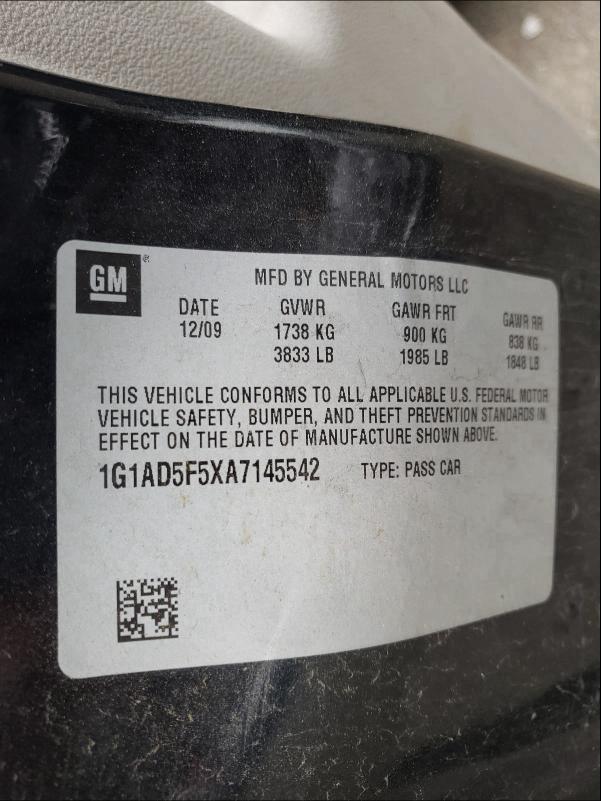 GM®
MFD BY GENERAL MOTORS LLC
DATE GVWR GAWR FRT GAWR RR
12/09 1738 KG 900 KG 838 KG
3833 LB 1985 LB 1848 LB
THIS VEHICLE CONFORMS TO ALL APPLICABLE U.S. FEDERAL MOTOR
VEHICLE SAFETY, BUMPER, AND THEFT PREVENTION STANDARDS IN
EFFECT ON THE DATE OF MANUFACTURE SHOWN ABOVE.
1G1AD5F5XA7145542 TYPE: PASS CAR